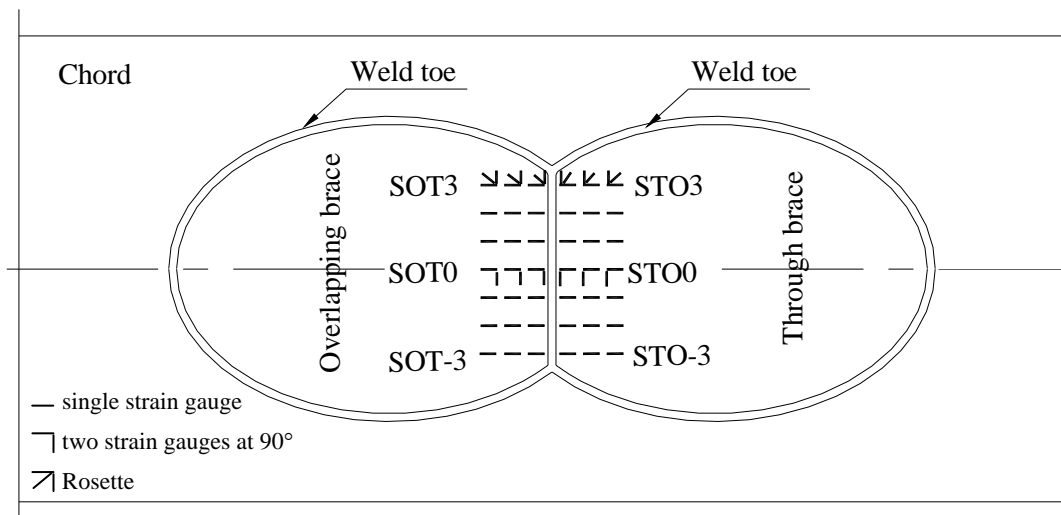 Chord
Weld toe
Weld toe
Overlapping brace
Through brace
SOT3
STO3
SOT0
STO0
SOT-3
STO-3
single strain gauge
two strain gauges at 90°
Rosette